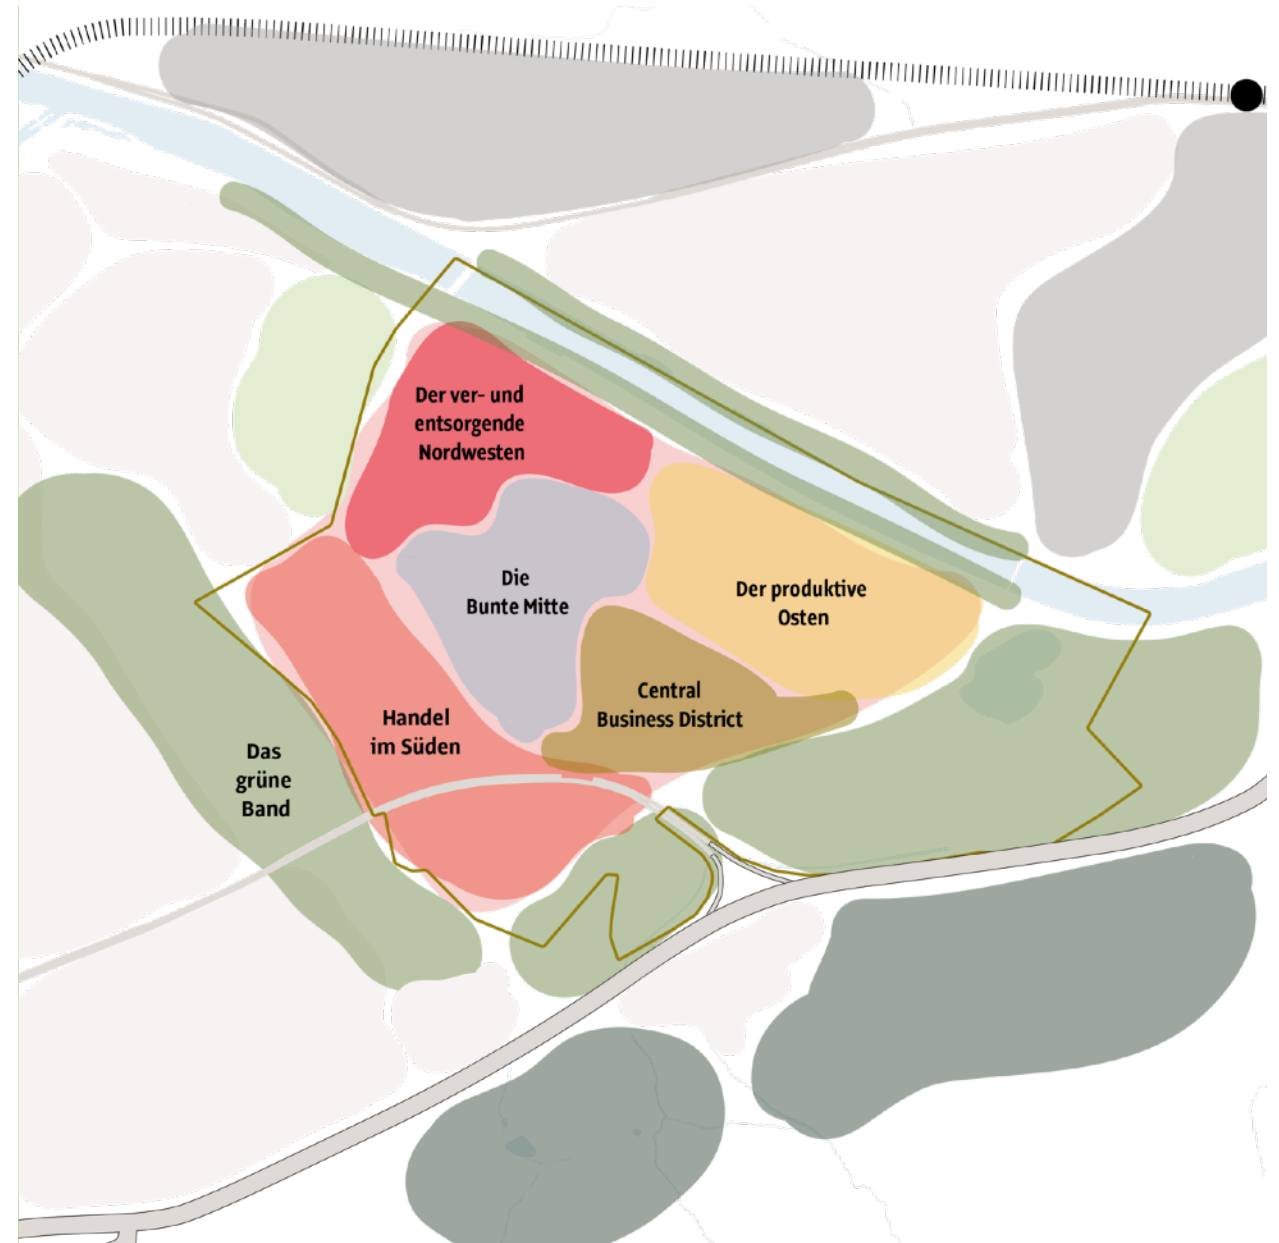 Der ver- und
entsorgende
Nordwesten
Die
Bunte Mitte
Der produktive
Osten
Central
Business District
Handel
im Süden
Das
grüne
Band